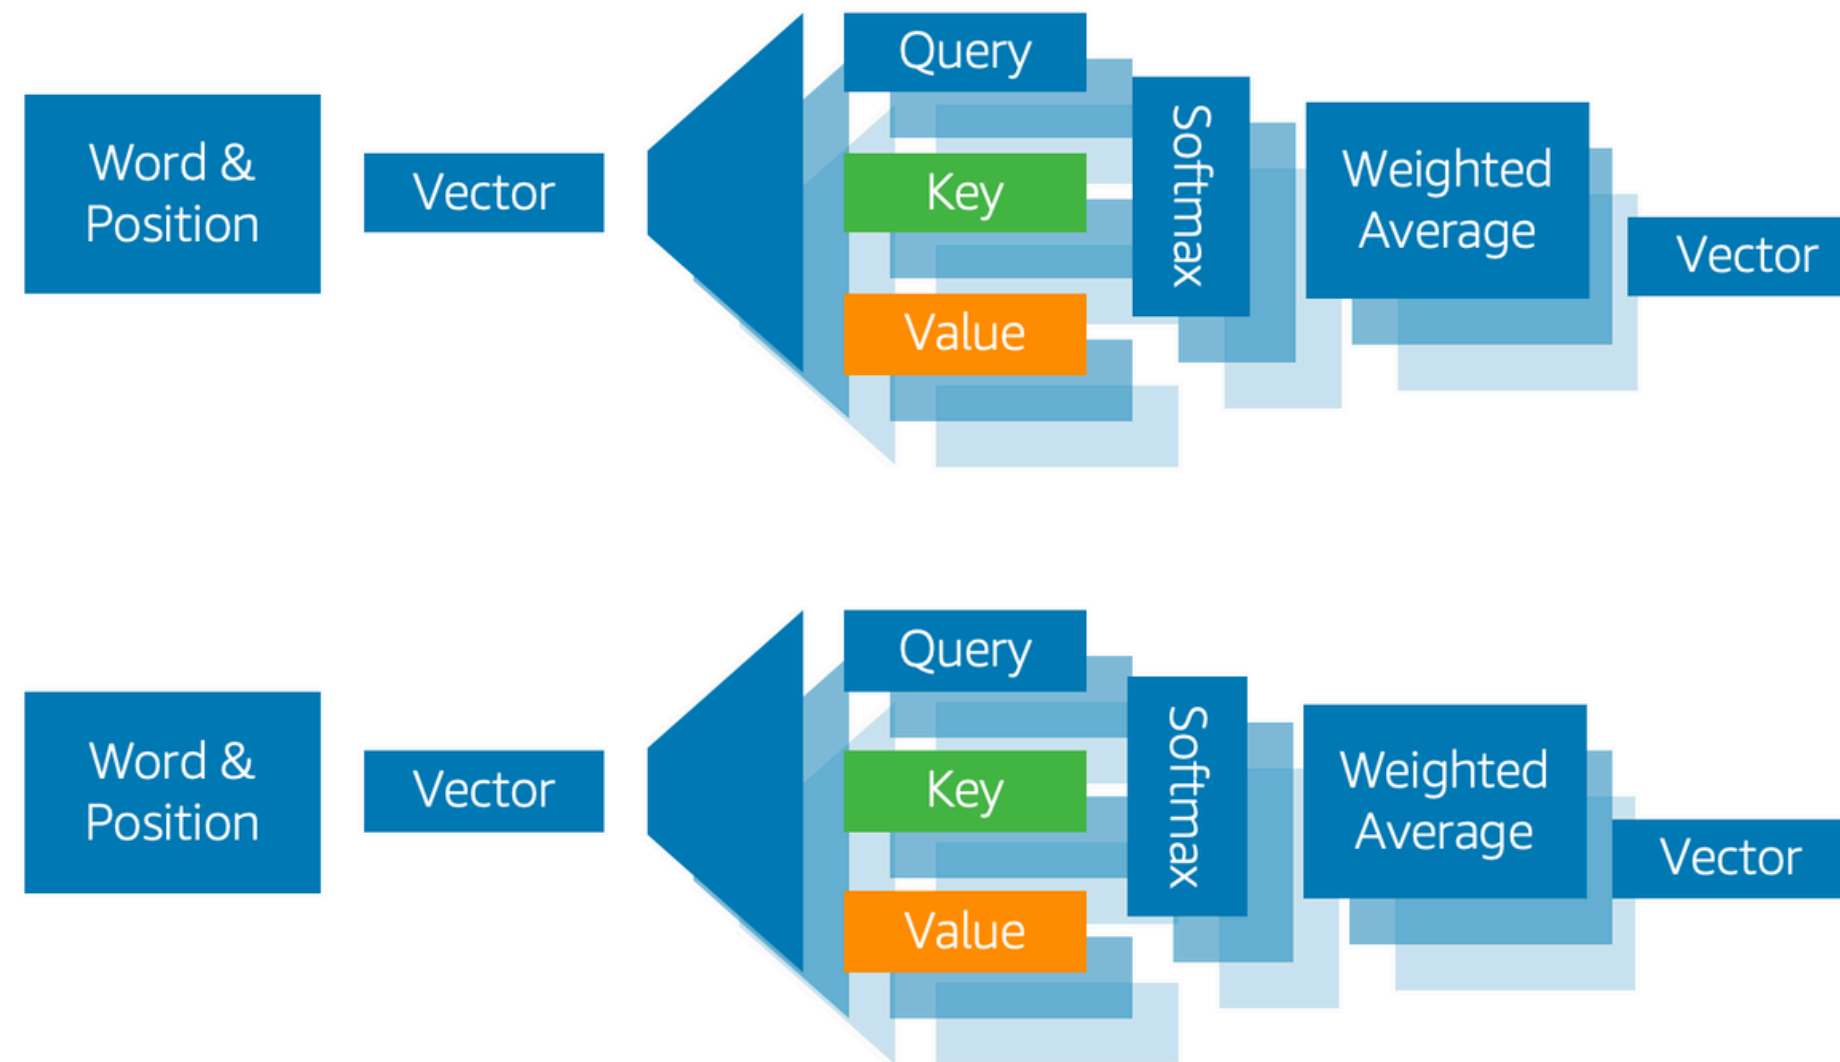 Word &
Position
Vector
Query
Key
Value
Softmax
Weighted
Average
Vector
Word &
Position
Vector
Query
Key
Value
Softmax
Weighted
Average
Vector